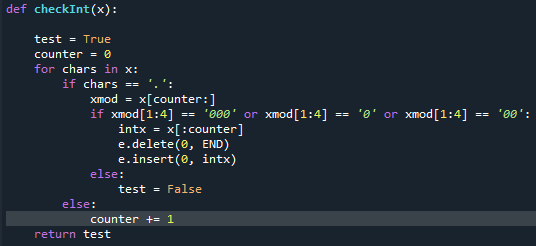 def checkInt(x):
    test = True
    counter = 0
    for chars in x:
        if chars == '.':
            xmod = x[counter:]
            if xmod[1:4] == '000' or xmod[1:4] == '0' or xmod[1:4] == '00':
                intx = x[:counter]
                e.delete(0, END)
                e.insert(0, intx)
            else:
                test = False
        else:
            counter += 1
    return test